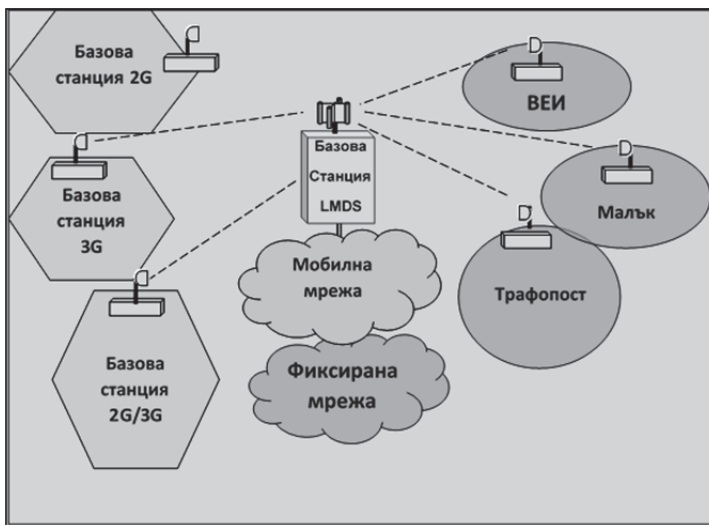 Базова
станция 2G
ВЕИ
Базова
Станция
LMDS
Базова
станция
3G
Малък
Мобилна
мрежа
Трафопост
Базова
станция
2G/3G
Фиксирана
мрежа